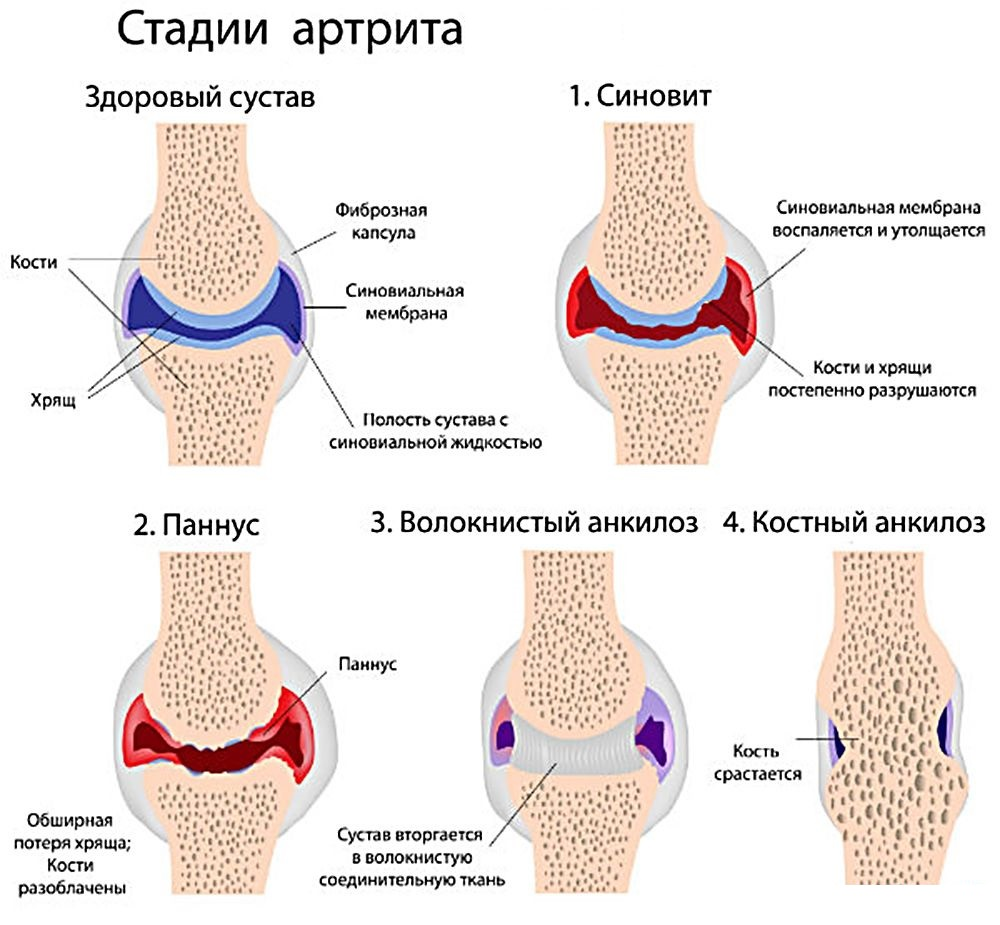 Стадии артрита
Здоровый сустав
1. Синовит
Фиброзная
капсула
Кости
Синовиальная
мембрана
Хрящ
Полость сустава с
синовиальной жидкостью
Синовиальная мембрана
воспаляется и утолщается
Кости и хрящи
постепенно разрушаются
2. Паннус
3. Волокнистый анкилоз
4. Костный анкилоз
Паннус
Обширная
потеря хряща;
Кости
разоблачены
Сустав вторгается
в волокнистую
соединительную ткань
Кость
срастается